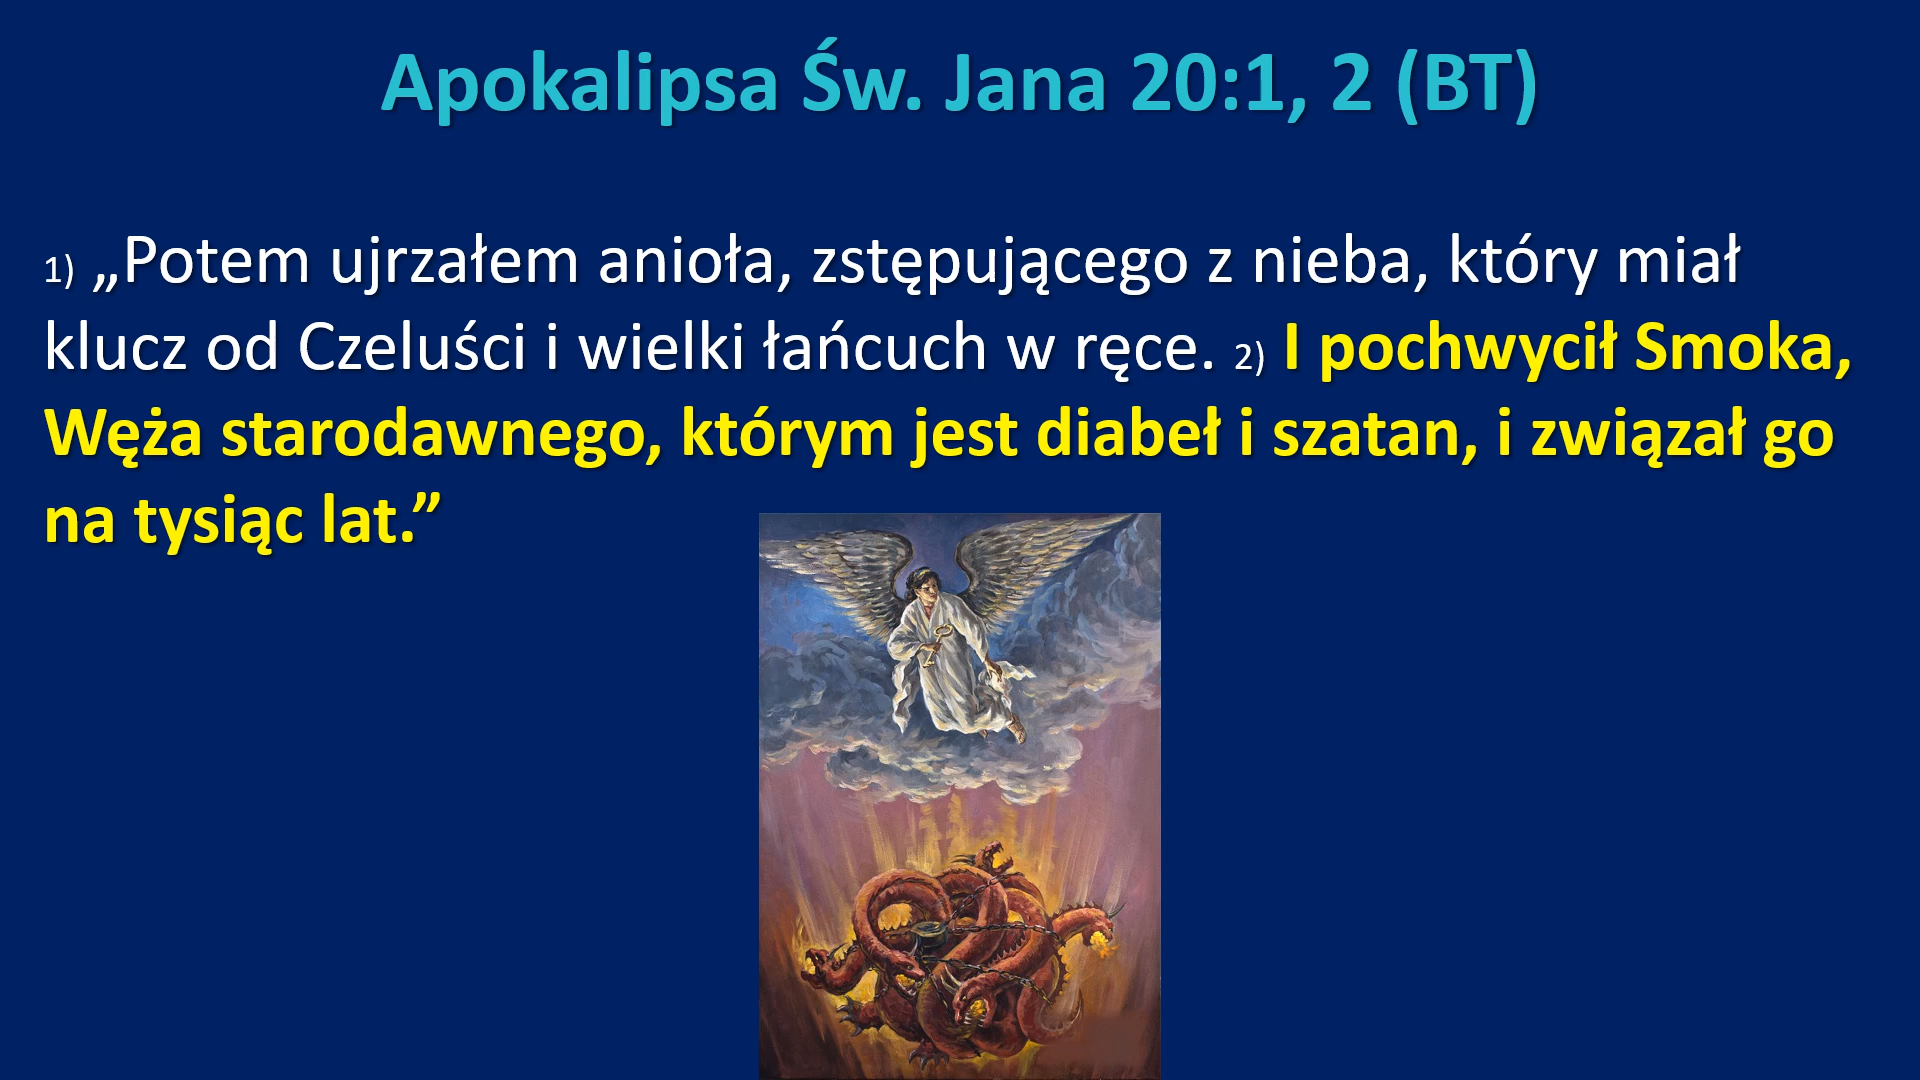 Apokalipsa Św. Jana 20:1, 2 (BT)
1) „Potem ujrzałem anioła, zstępującego z nieba, który miał
klucz od Czeluści i wielki łańcuch w ręce. 2) I pochwycił Smoka,
Węża starodawnego, którym jest diabeł i szatan, i związał go
na tysiąc lat.”